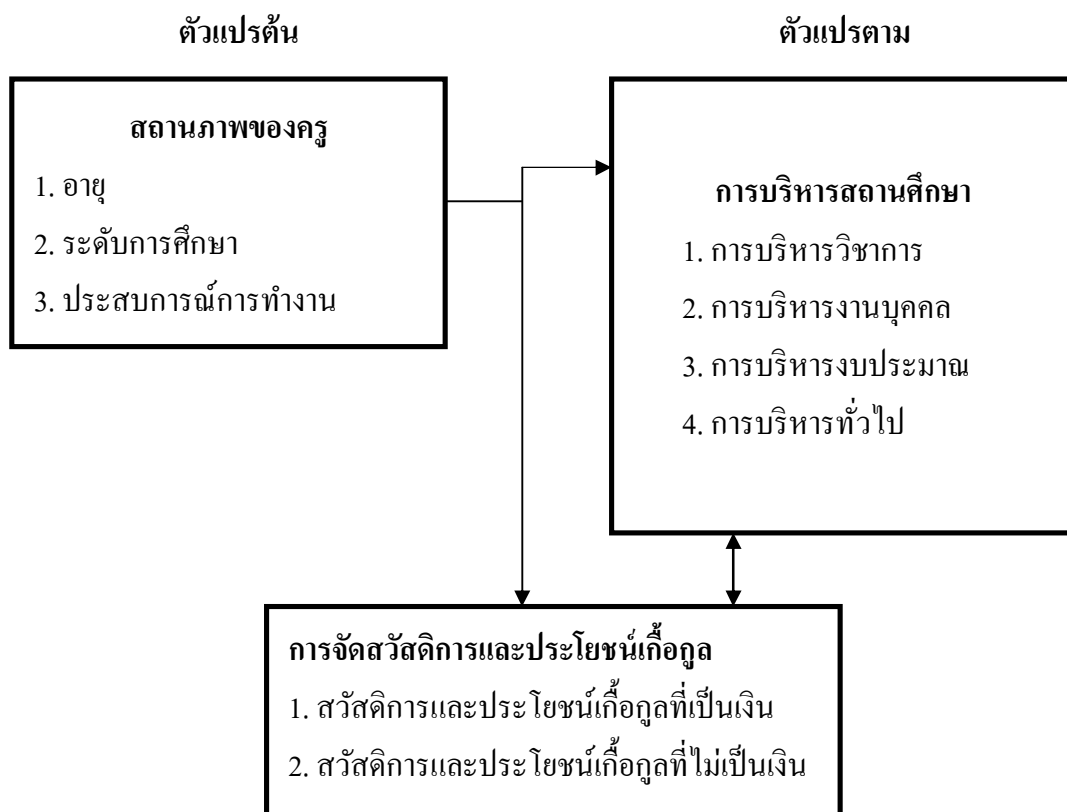 ตัวแปรต้น
ตัวแปรตาม
สถานภาพของครู
1. อายุ
2. ระดับการศึกษา
3. ประสบการณ์การทำงาน
การบริหารสถานศึกษา
1. การบริหารวิชาการ
2. การบริหารงานบุคคล
3. การบริหารงบประมาณ
4. การบริหารทั่วไป
การจัดสวัสดิการและประโยชน์เกื้อกูล
1. สวัสดิการและประโยชน์เกื้อกูลที่เป็นเงิน
2. สวัสดิการและประโยชน์เกื้อกูลที่ไม่เป็นเงิน